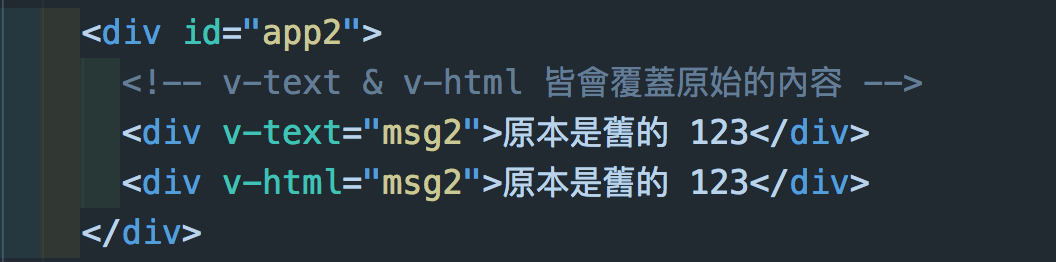 <div id="app2">
<!-- v-text & v-html 皆會覆蓋原始的內容 -->
<div v-text="msg2">原本是舊的 123</div>
<div v-html="msg2">原本是舊的 123</div>
</div>